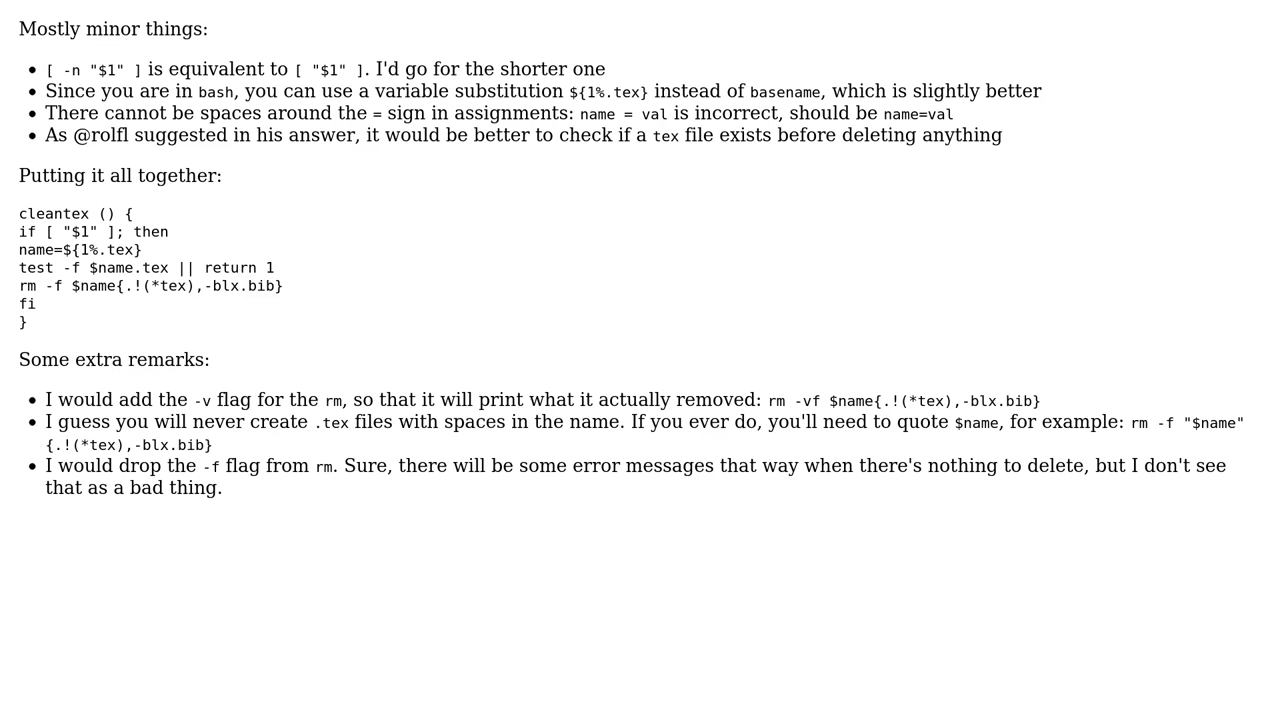 Mostly minor things:
[ -n "$1" ] is equivalent to [ "$1" ]. I'd go for the shorter one
Since you are in bash, you can use a variable substitution ${1%.tex} instead of basename, which is slightly better
There cannot be spaces around the = sign in assignments: name = val is incorrect, should be name=val
As @rolfl suggested in his answer, it would be better to check if a tex file exists before deleting anything
Putting it all together:
cleantex () {
if [ "$1" ]; then
name=${1%.tex}
test -f $name.tex || return 1
rm -f $name{.!(*tex),-blx.bib}
fi
}
Some extra remarks:
I would add the -v flag for the rm, so that it will print what it actually removed: rm -vf $name{.!(*tex),-blx.bib}
I guess you will never create .tex files with spaces in the name. If you ever do, you'll need to quote $name, for example: rm -f "$name"
{.!(*tex),-blx.bib}
I would drop the -f flag from rm. Sure, there will be some error messages that way when there's nothing to delete, but I don't see
that as a bad thing.